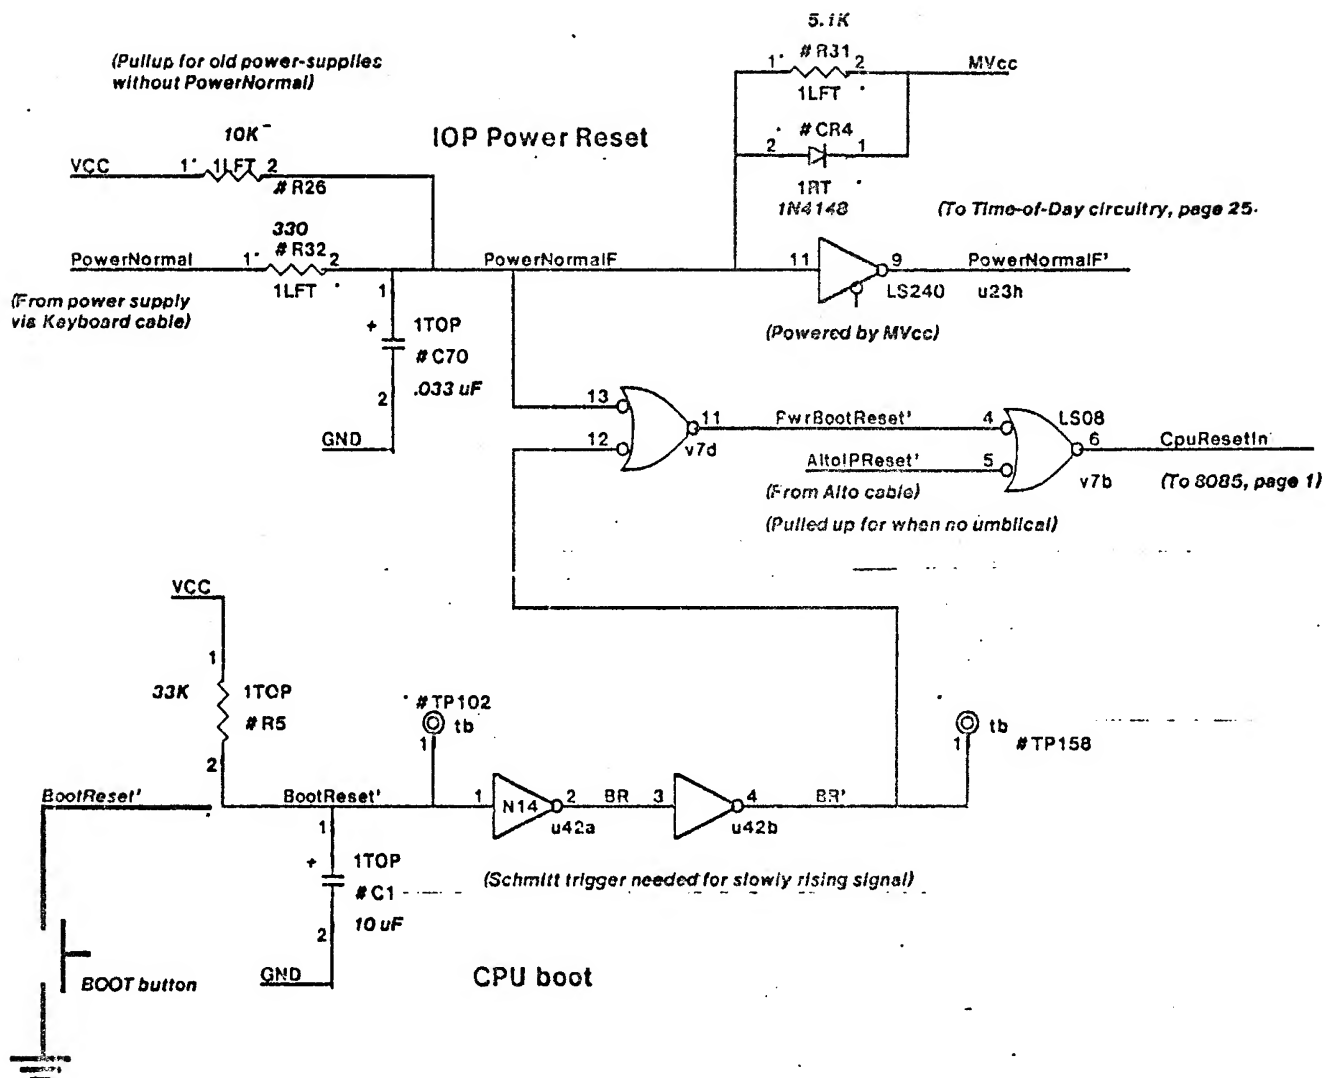 5.1K
(Pullup for old power-supplies
without PowerNormal)
# R31
1 2
MVcc
1LFT
10K
IOP Power Reset
# CR4
2 1
VCC 1 1LFT 2
# R26
1RT
1N4148
(To Time-of-Day circuitry, page 25.
330
# R32
PowerNormal 1 2
PowerNormalF
11 9
PowerNormalF'
1LFT
LS240
u23h
(From power supply
via Keyboard cable)
1
+ 1TOP
# C70
.033 uF
2
GND
(Powered by MVcc)
13
12
11
v7d
PwrBootReset'
4
LS08
AltoIPReset'
5
6
CpuResetIn
v7b
(From Alto cable)
(To 8085, page 1)
(Pulled up for when no umbilical)
VCC
1
33K 1TOP
# R5
2
# TP102
tb
1
tb
1 # TP158
BootReset'
BootReset'
1 N14 2 BR 3 4 BR'
u42a u42b
1
+ 1TOP
# C1
10 uF
2
(Schmitt trigger needed for slowly rising signal)
GND
CPU boot
BOOT button